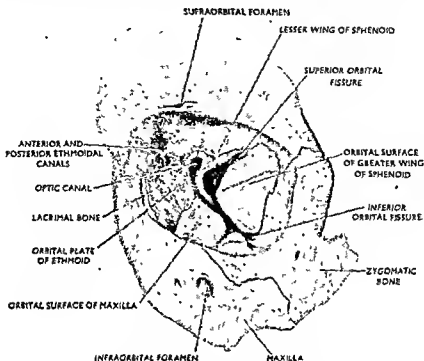 SUPRAORBITAL FORAMEN
LESSER WING OF SPHENOID
SUPERIOR ORBITAL
FISSURE
ANTERIOR AND
POSTERIOR ETHMOIDAL
CANALS
ORBITAL SURFACE
OF GREATER WING
OF SPHENOID
OPTIC CANAL
LACRIMAL BONE
INFERIOR
ORBITAL FISSURE
ORBITAL PLATE
OF ETHMOID
ZYGOMATIC
BONE
ORBITAL SURFACE OF MAXILLA
INFRAORBITAL FORAMEN
MAXILLA